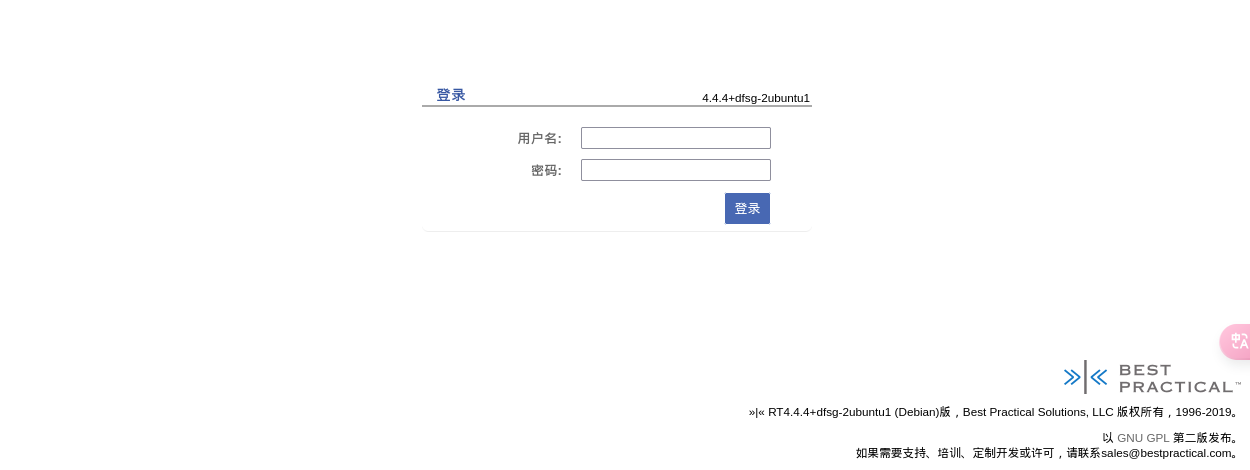 登录 4.4.4+dfsg-2ubuntu1
用户名:
密码:
登录
BEST
PRACTICAL™
»|« RT4.4.4+dfsg-2ubuntu1 (Debian)版，Best Practical Solutions, LLC 版权所有，1996-2019。
以 GNU GPL 第二版发布。
如果需要支持、培训、定制开发或许可，请联系sales@bestpractical.com。